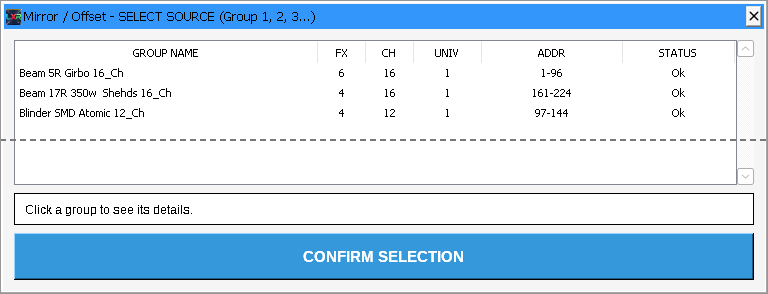 Mirror / Offset - SELECT SOURCE (Group 1, 2, 3...)
GROUP NAME FX CH UNIV ADDR STATUS
Beam 5R Girbo 16_Ch 6 16 1 1-96 Ok
Beam 17R 350w  Shehds 16_Ch 4 16 1 161-224 Ok
Blinder SMD Atomic 12_Ch 4 12 1 97-144 Ok
Click a group to see its details.
CONFIRM SELECTION